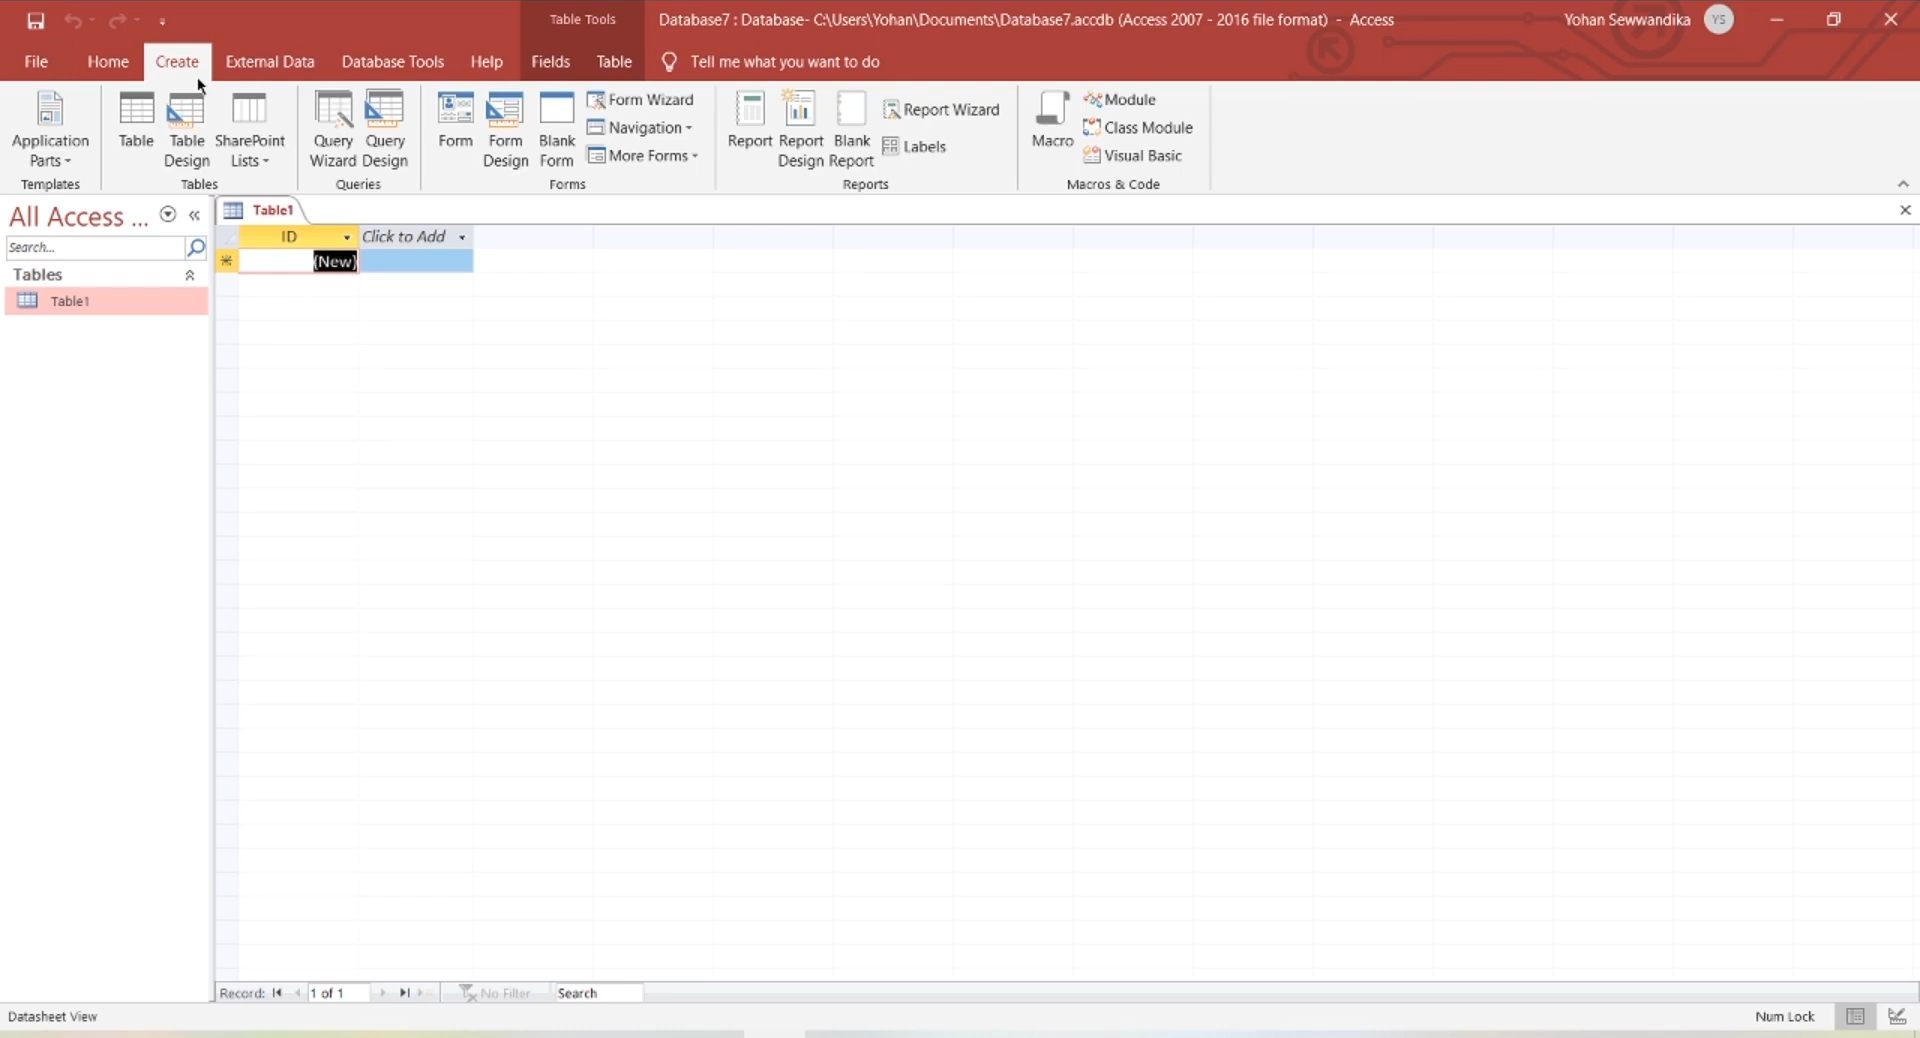 Table Tools
Database7 : Database- C:\Users\Yohan\Documents\Database7.accdb (Access 2007 - 2016 file format) - Access
Yohan Sewwandika
YS
File
Home
Create
External Data
Database Tools
Help
Fields
Table
Tell me what you want to do
Application
Parts
Templates
Table
Table
Design
SharePoint
Lists
Tables
Query
Wizard
Query
Design
Queries
Form
Form
Design
Blank
Form
Form Wizard
Navigation
More Forms
Forms
Report
Report
Design
Blank
Report
Report Wizard
Labels
Reports
Macro
Module
Class Module
Visual Basic
Macros & Code
All Access ...
Search...
Tables
Table1
Table1
ID
Click to Add
(New)
Record:
1 of 1
No Filter
Search
Datasheet View
Num Lock